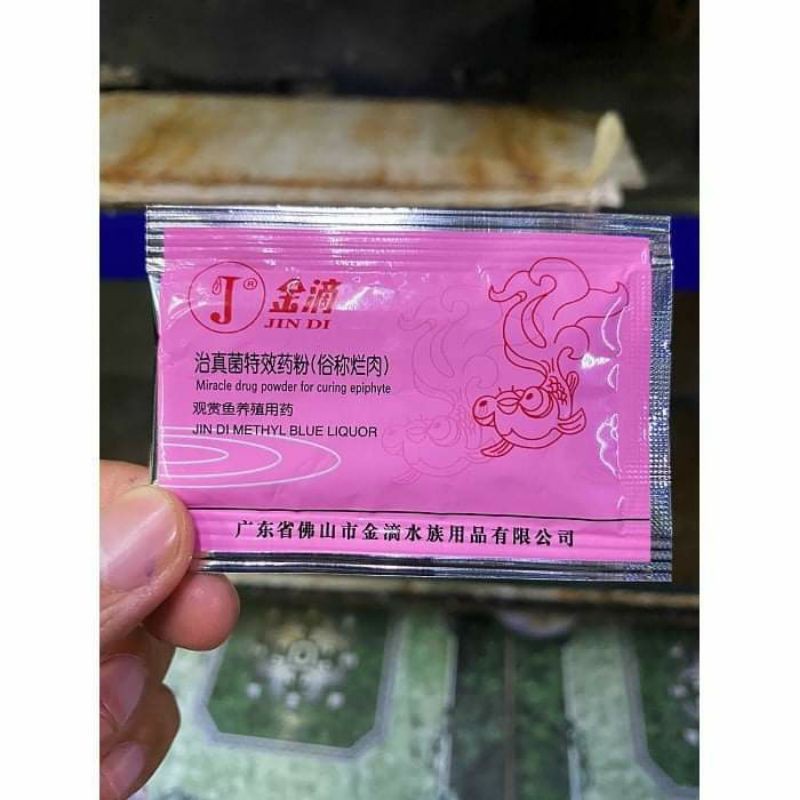 J®
金滴
JIN DI
治真菌特效药粉(俗称烂肉)
Miracle drug powder for curing epiphyte
观赏鱼养殖用药
JIN DI METHYL BLUE LIQUOR
广东省佛山市金滴水族用品有限公司